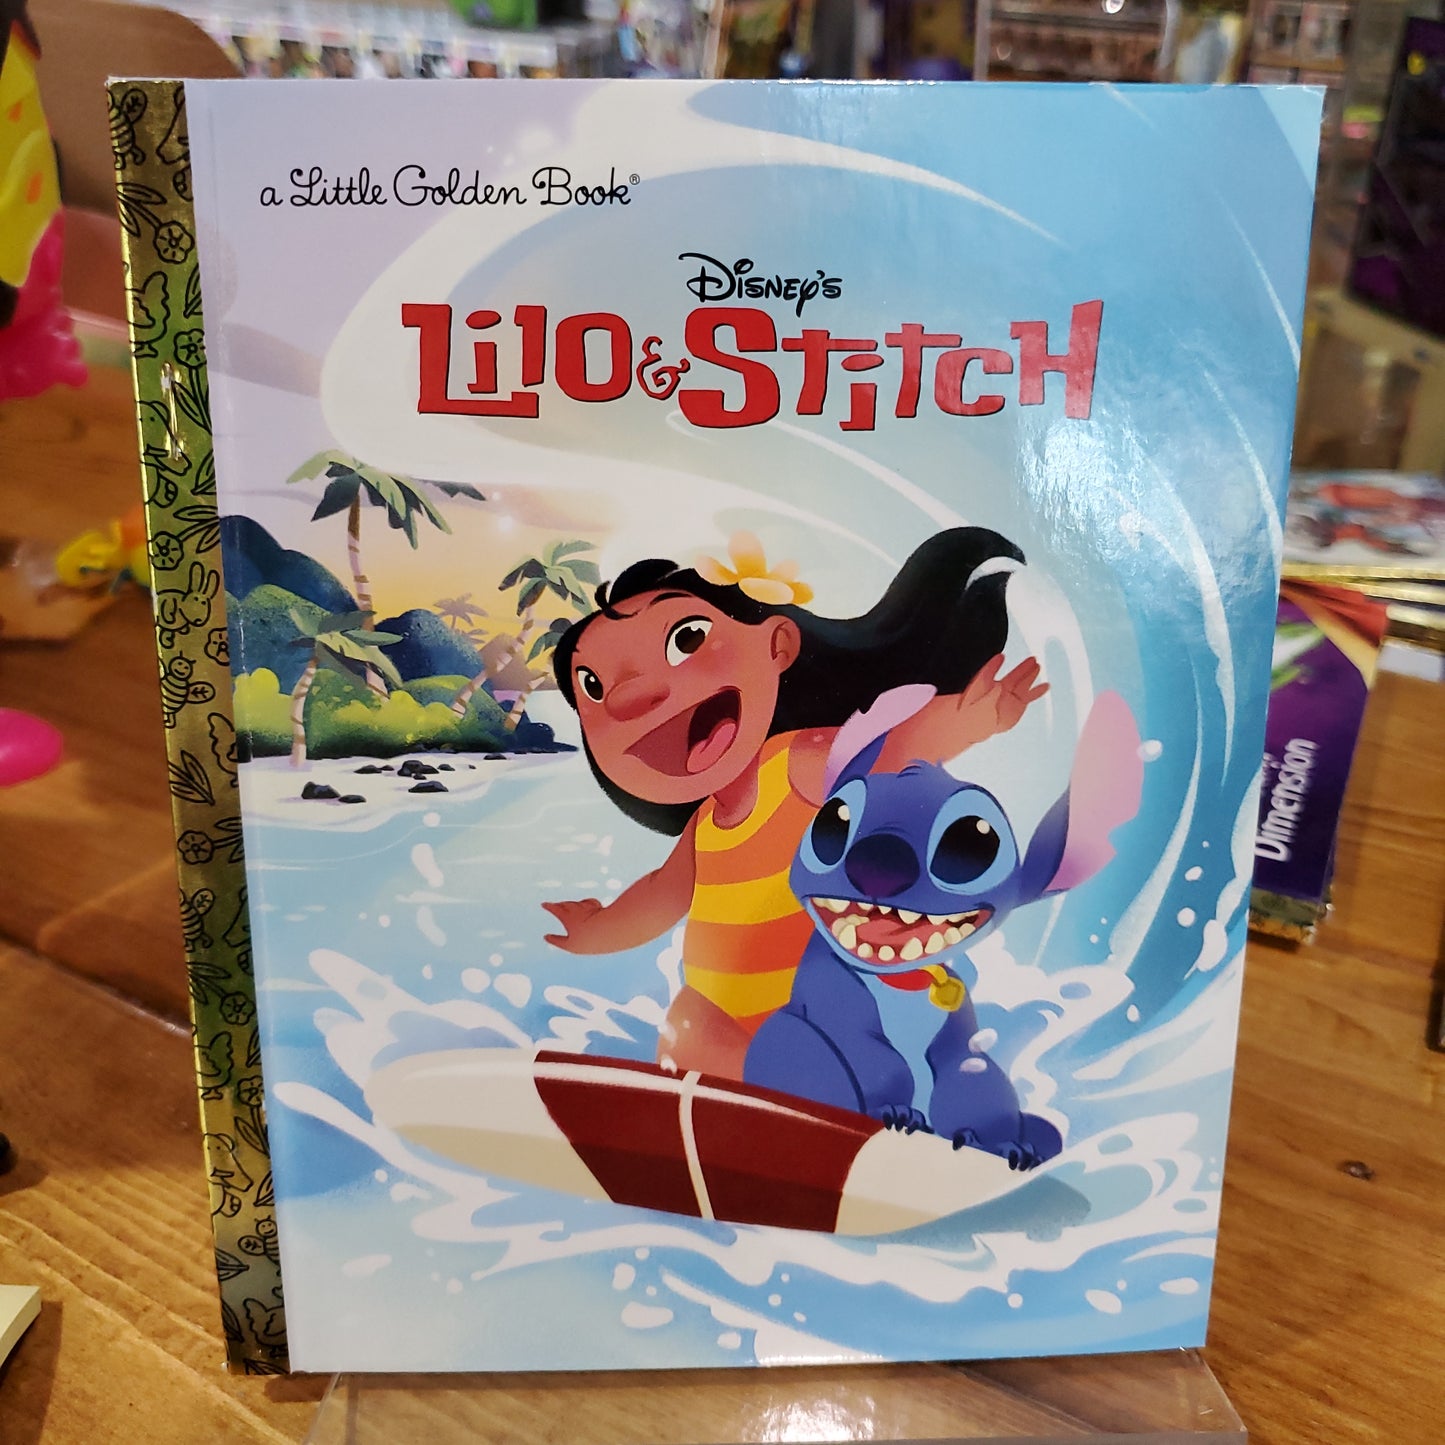 a Little Golden Book®
Disney's
Lilo & Stitch
Dimension